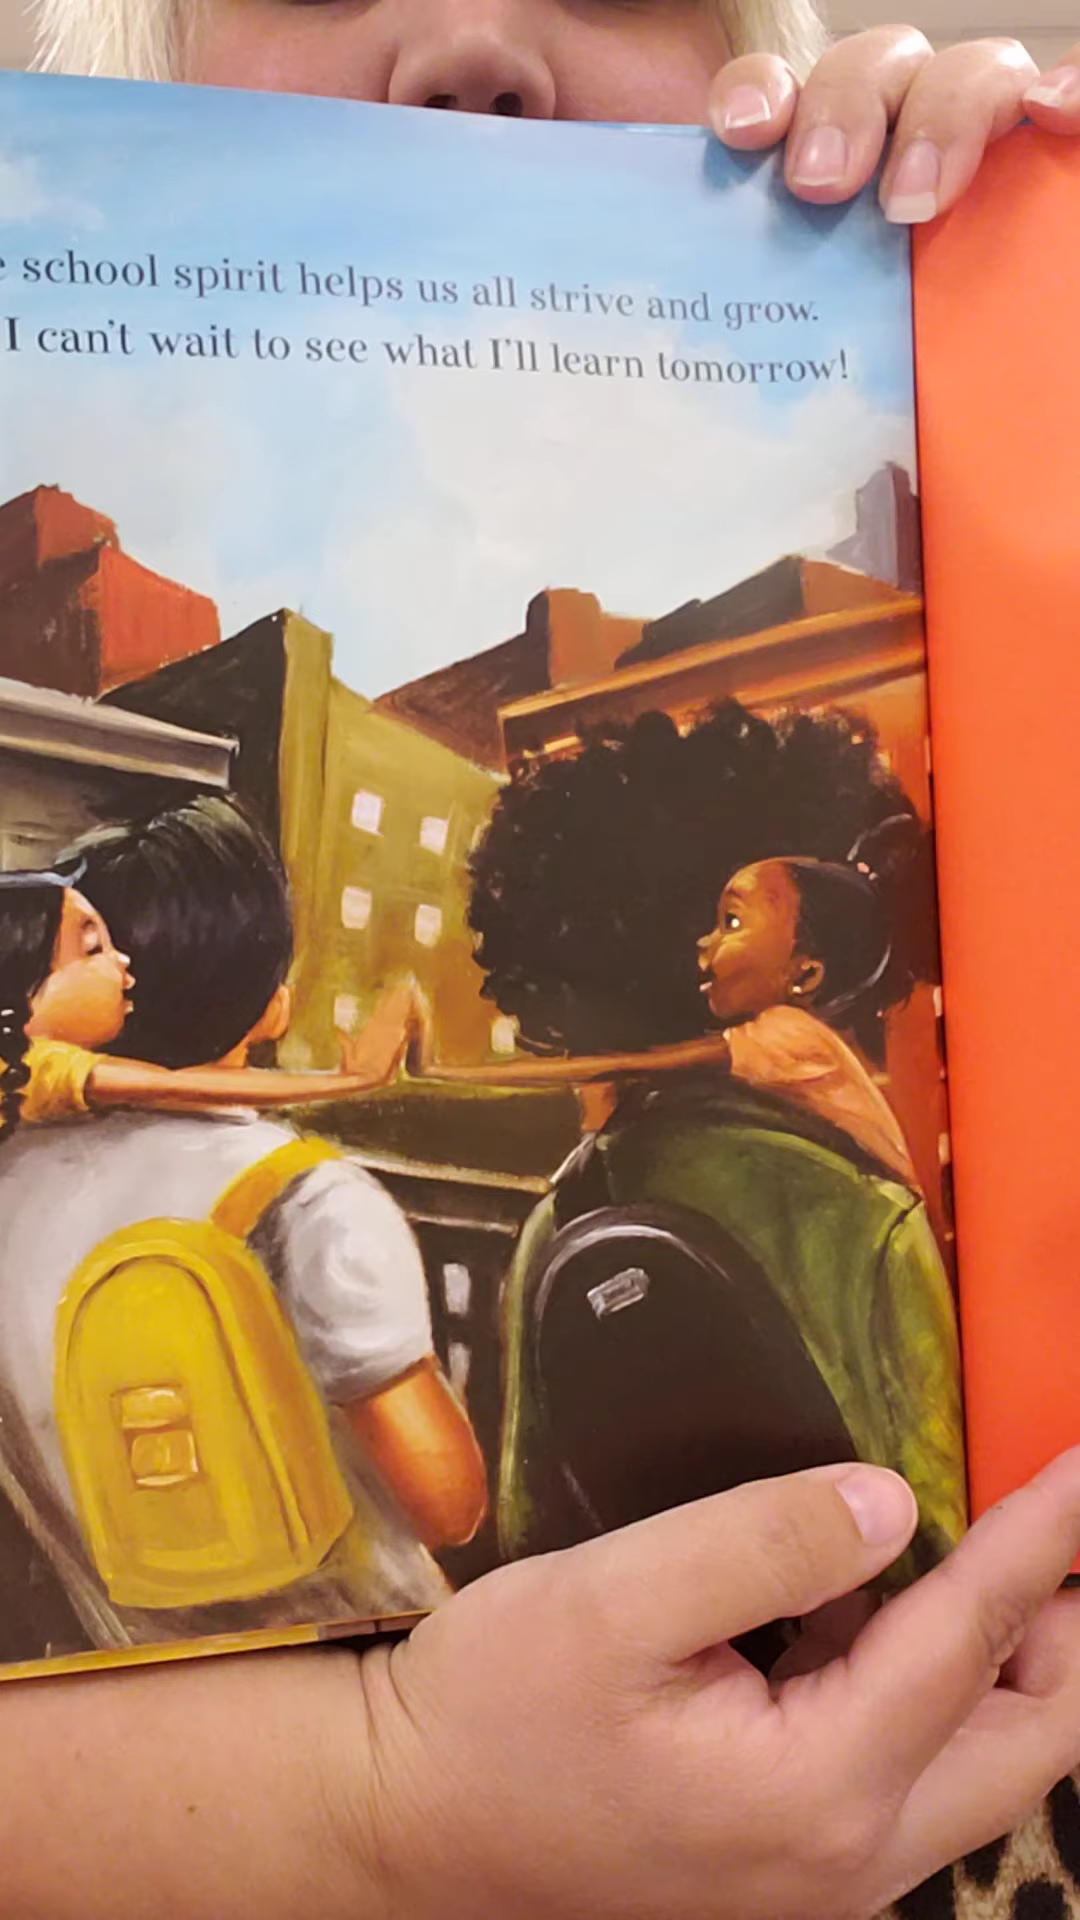 school spirit helps us all strive and grow.
I can't wait to see what I'll learn tomorrow!